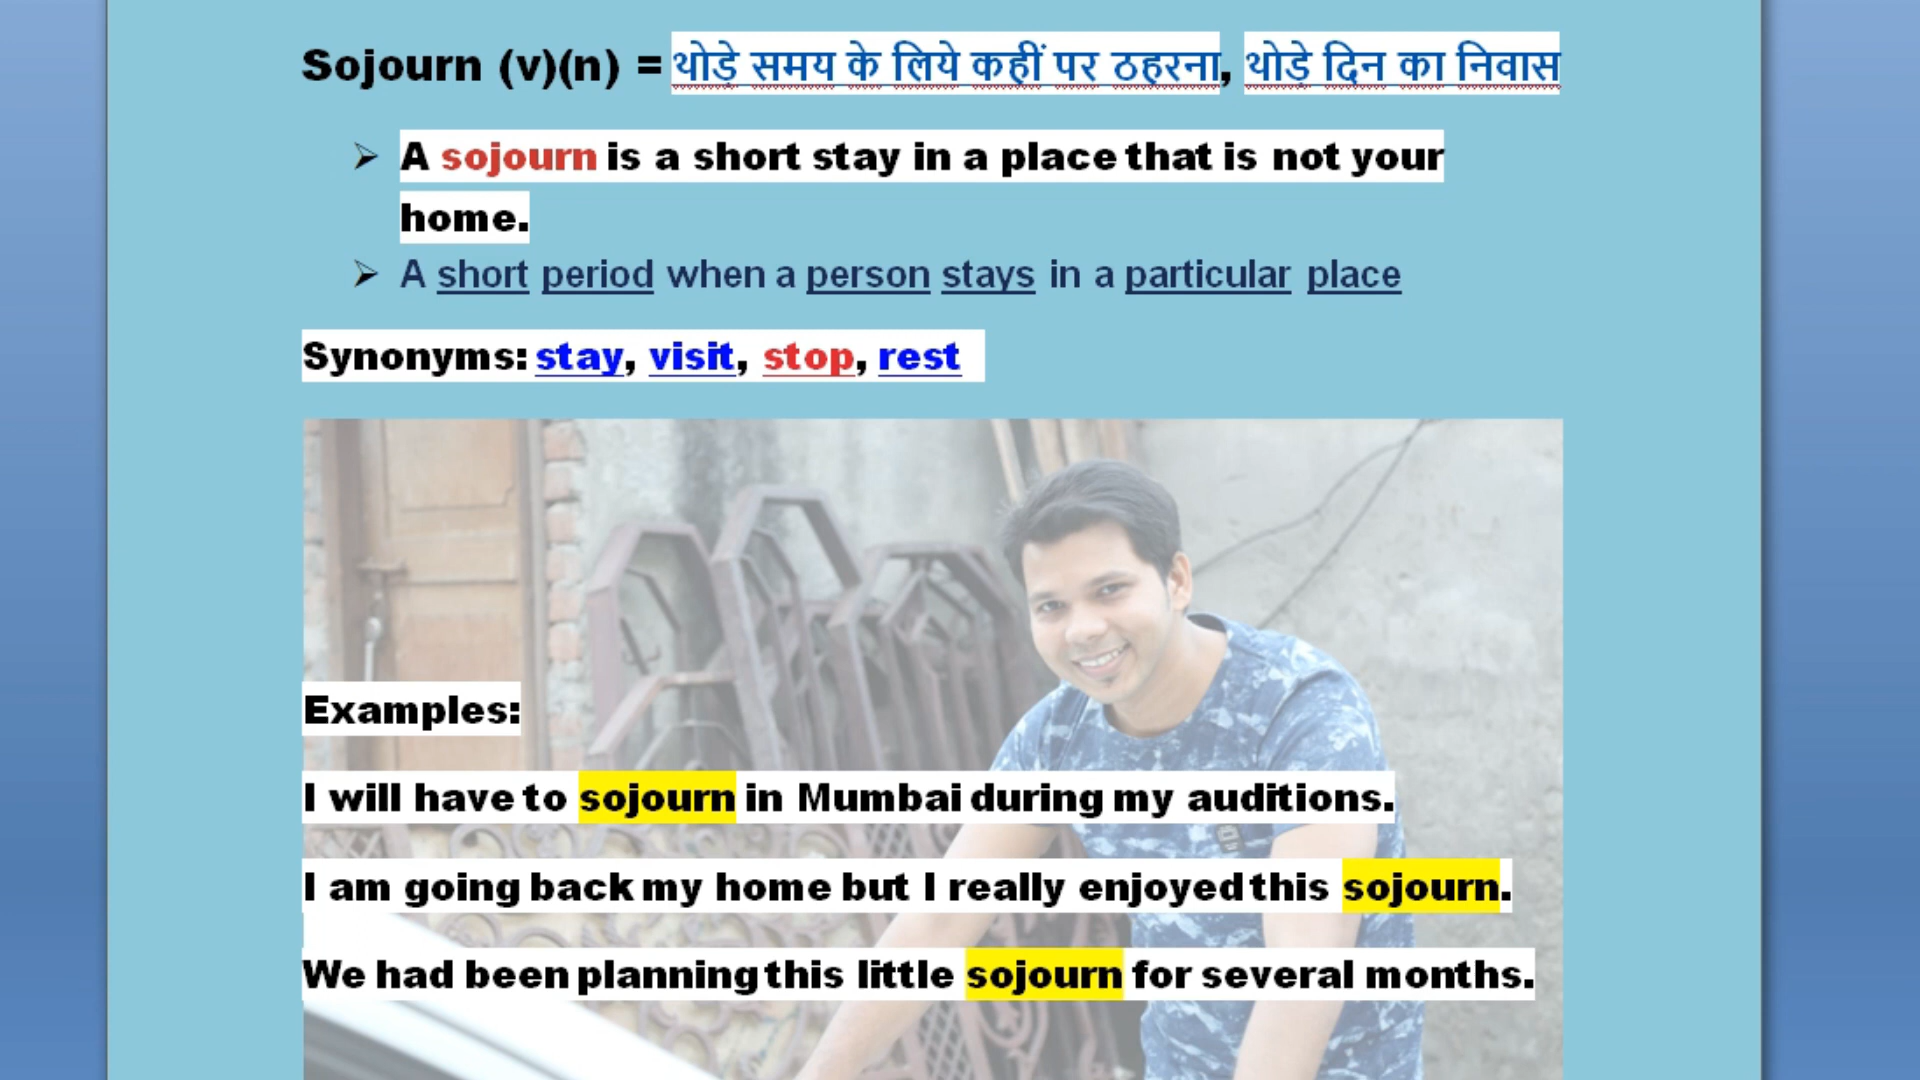 Sojourn (v)(n) = थोड़े समय के लिये कहीं पर ठहरना, थोड़े दिन का निवास
A sojourn is a short stay in a place that is not your
home.
A short period when a person stays in a particular place
Synonyms: stay, visit, stop, rest
Examples:
I will have to sojourn in Mumbai during my auditions.
I am going back my home but I really enjoyed this sojourn.
We had been planning this little sojourn for several months.